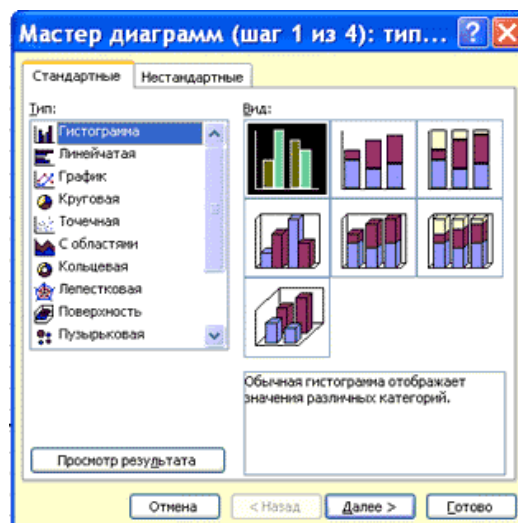 Мастер диаграмм (шаг 1 из 4): тип...
Стандартные
Нестандартные
Тип:
Гистограмма
Линейчатая
График
Круговая
Точечная
С областями
Кольцевая
Лепестковая
Поверхность
Пузырьковая
Вид:
Обычная гистограмма отображает
значения различных категорий.
Просмотр результата
Отмена
< Назад
Далее >
Готово